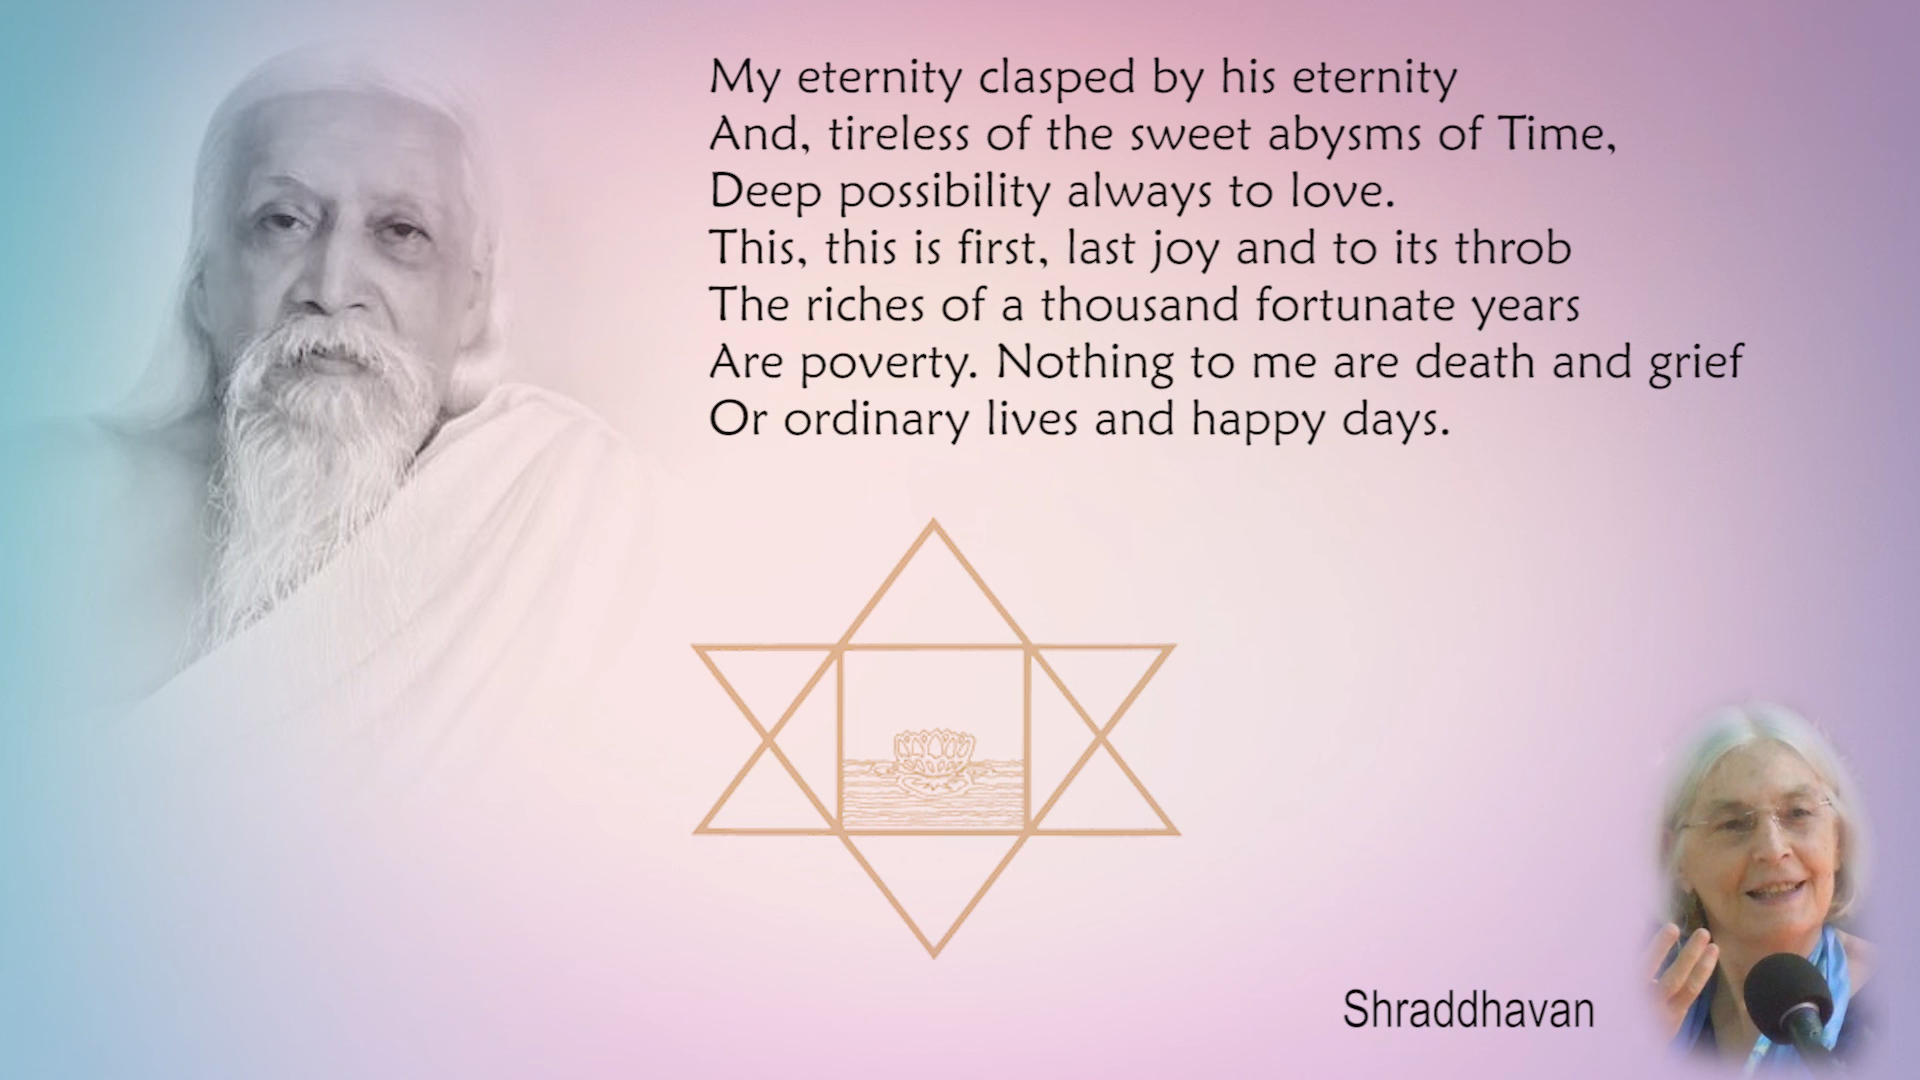 My eternity clasped by his eternity
And, tireless of the sweet abysms of Time,
Deep possibility always to love.
This, this is first, last joy and to its throb
The riches of a thousand fortunate years
Are poverty. Nothing to me are death and grief
Or ordinary lives and happy days.
Shraddhavan